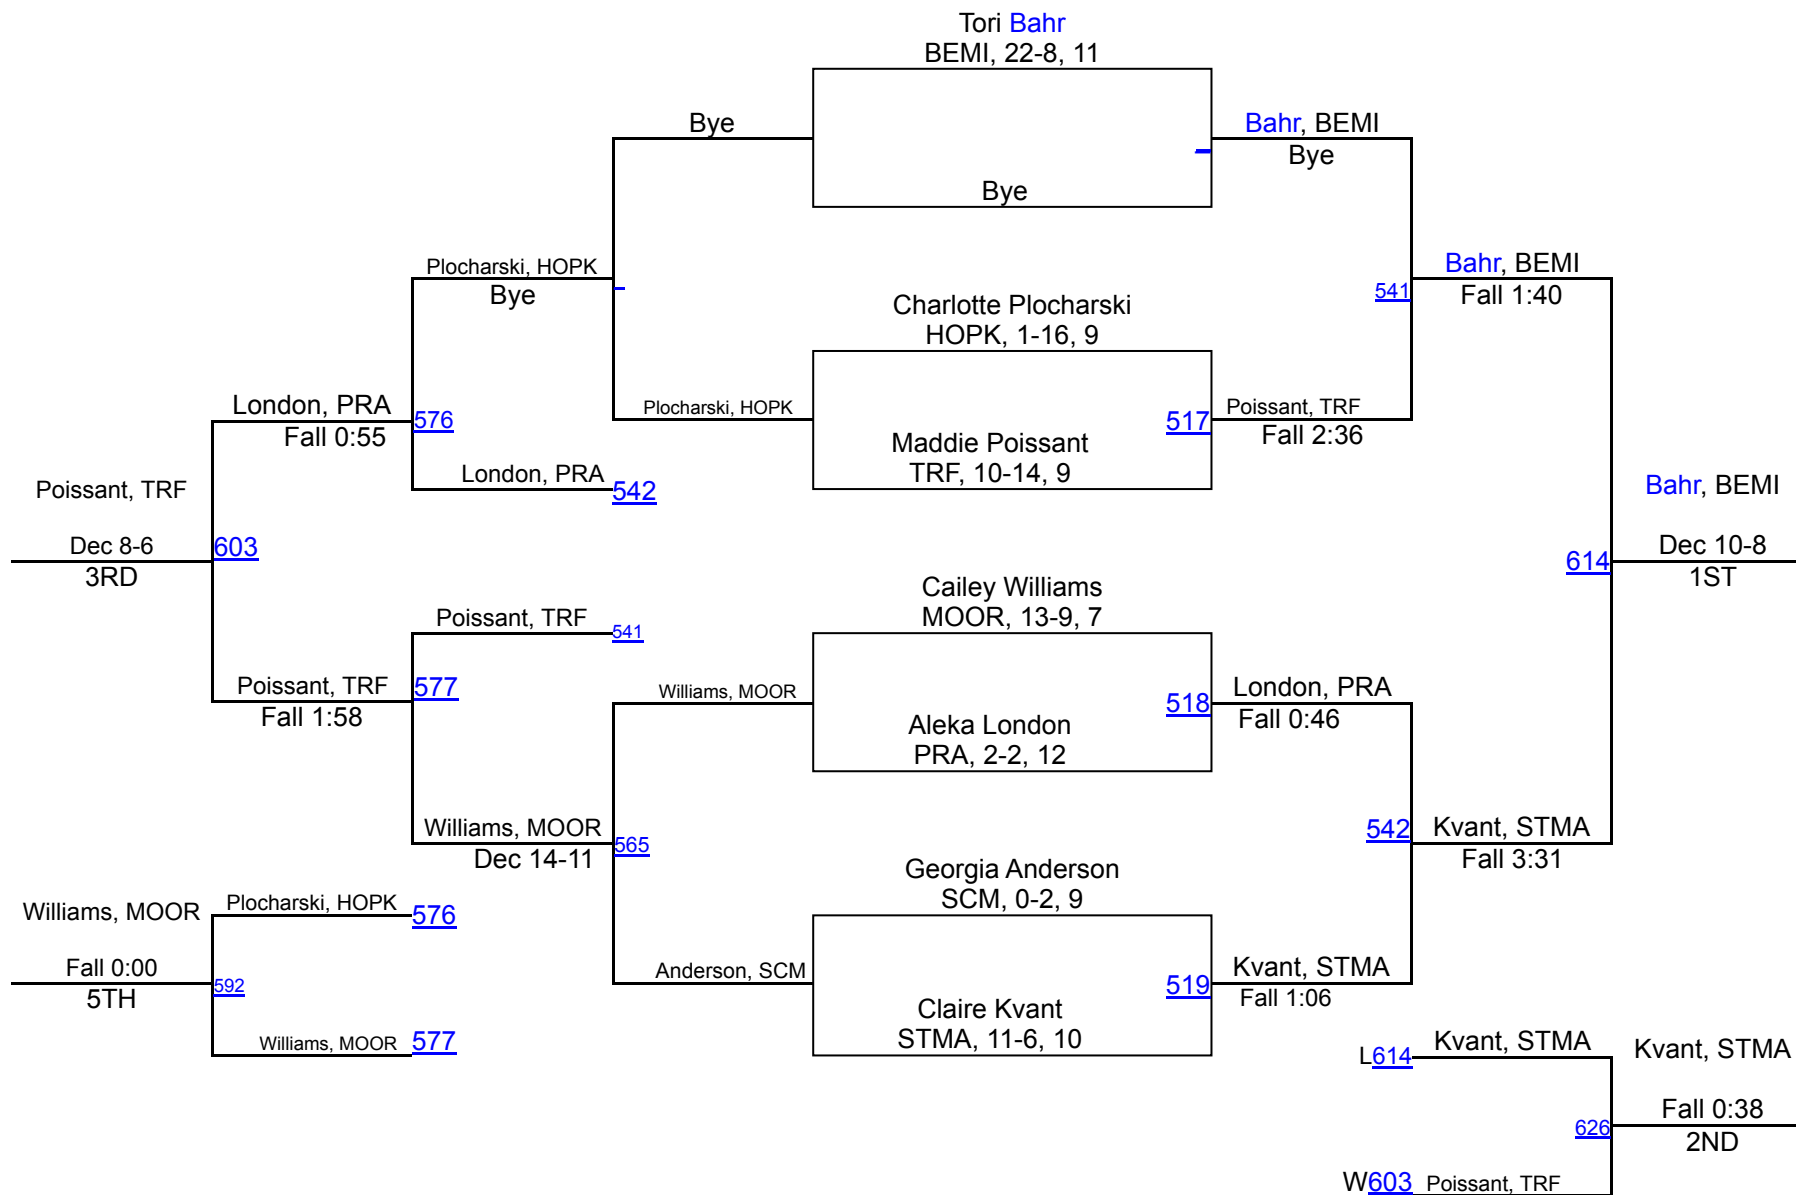 Tori Bahr
BEMI, 22-8, 11
Bye
Bahr, BEMI
Bye
Bye
Plocharski, HOPK
Bye
Bahr, BEMI
541
Fall 1:40
Charlotte Plocharski
HOPK, 1-16, 9
London, PRA
576
Fall 0:55
Plocharski, HOPK
517
Poissant, TRF
Fall 2:36
Maddie Poissant
TRF, 10-14, 9
London, PRA
542
Poissant, TRF
Bahr, BEMI
Dec 8-6
603
3RD
614
Dec 10-8
1ST
Cailey Williams
MOOR, 13-9, 7
Poissant, TRF
541
Poissant, TRF
577
Fall 1:58
Williams, MOOR
518
London, PRA
Fall 0:46
Aleka London
PRA, 2-2, 12
Williams, MOOR
565
Dec 14-11
542
Kvant, STMA
Fall 3:31
Georgia Anderson
SCM, 0-2, 9
Williams, MOOR
Plocharski, HOPK
576
Fall 0:00
592
5TH
Anderson, SCM
519
Kvant, STMA
Fall 1:06
Claire Kvant
STMA, 11-6, 10
Williams, MOOR
577
L614
Kvant, STMA
Kvant, STMA
Fall 0:38
626
2ND
W603
Poissant, TRF